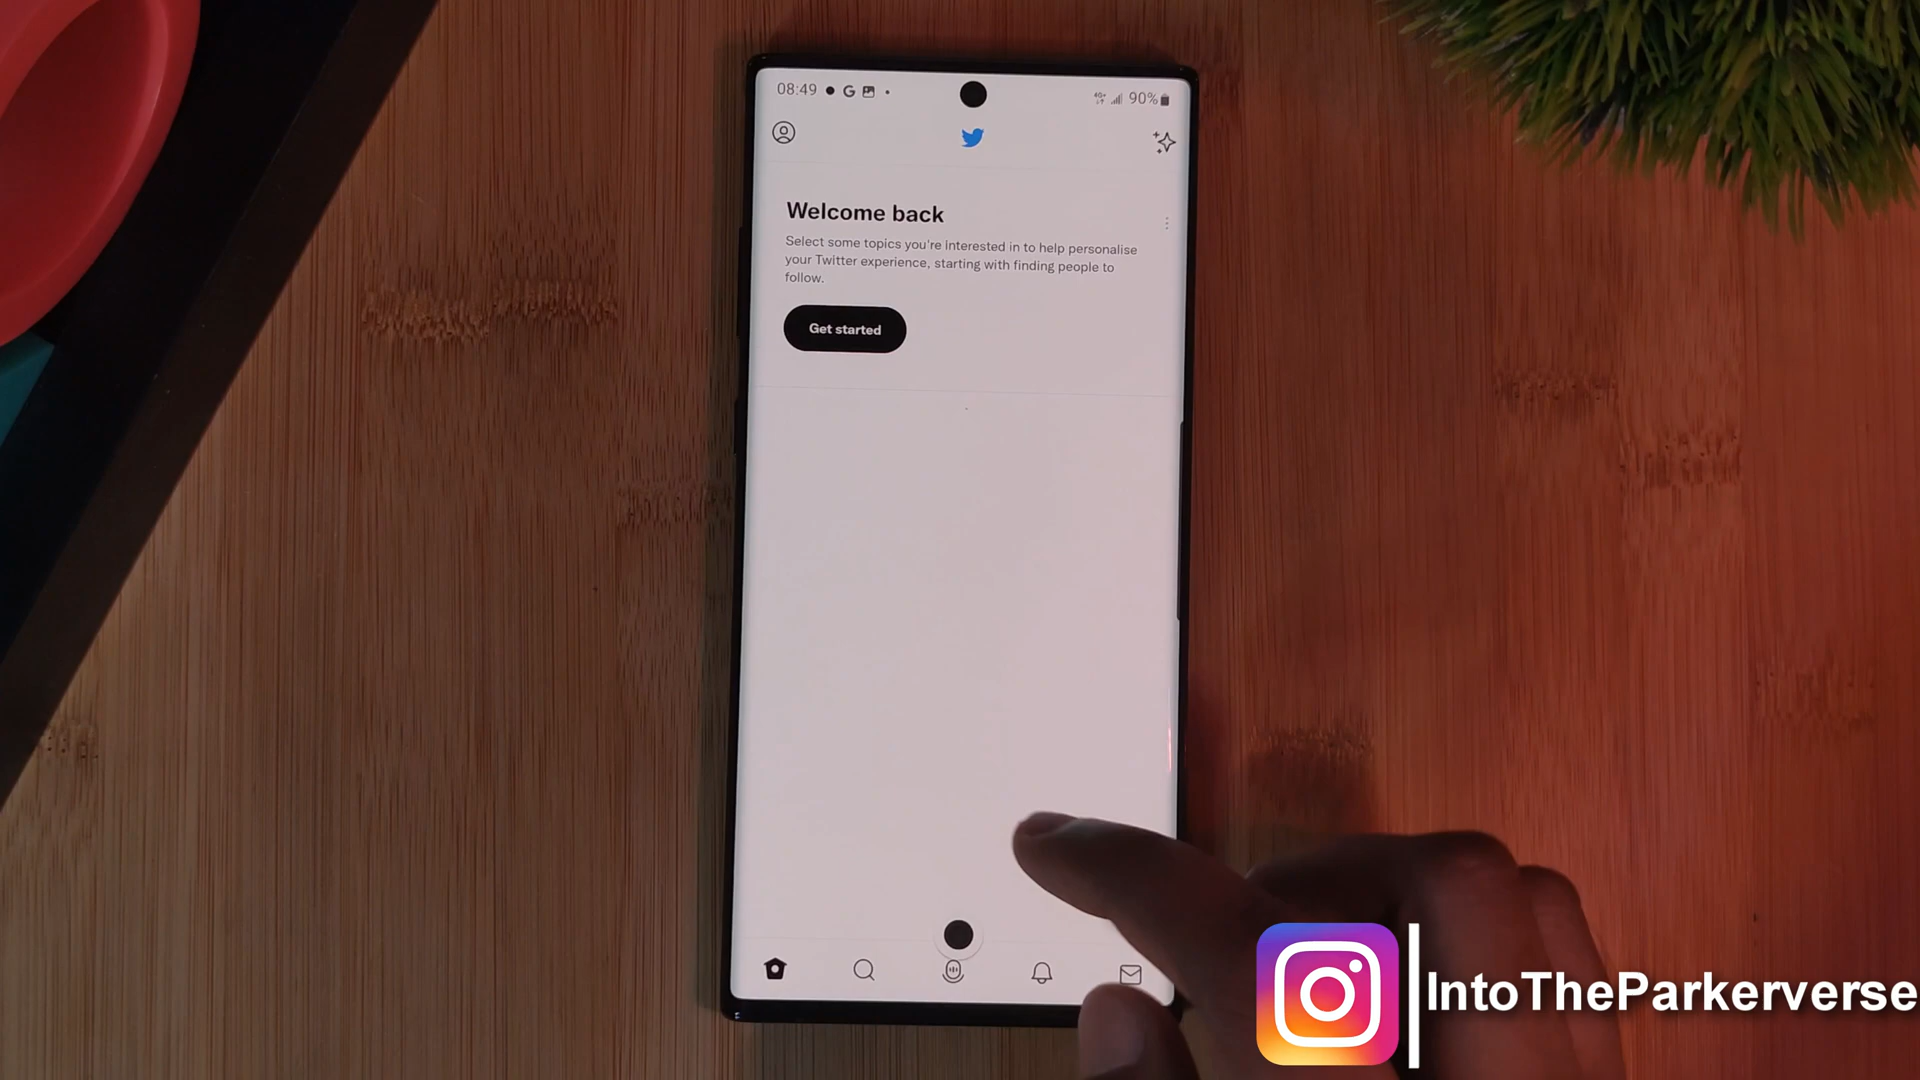 08:49
G
4G+
90%
Welcome back
Select some topics you're interested in to help personalise
your Twitter experience, starting with finding people to
follow.
Get started
IntoTheParkerverse